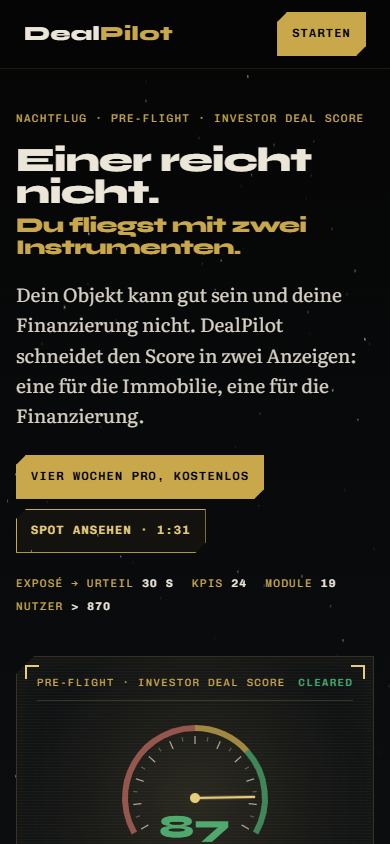 DealPilot
STARTEN
NACHTFLUG · PRE-FLIGHT · INVESTOR DEAL SCORE
Einer reicht
nicht.
Du fliegst mit zwei
Instrumenten.
Dein Objekt kann gut sein und deine
Finanzierung nicht. DealPilot
schneidet den Score in zwei Anzeigen:
eine für die Immobilie, eine für die
Finanzierung.
VIER WOCHEN PRO, KOSTENLOS
SPOT ANSEHEN · 1:31
EXPOSÉ → URTEIL 30 S KPIS 24 MODULE 19
NUTZER > 870
PRE-FLIGHT · INVESTOR DEAL SCORE CLEARED
87